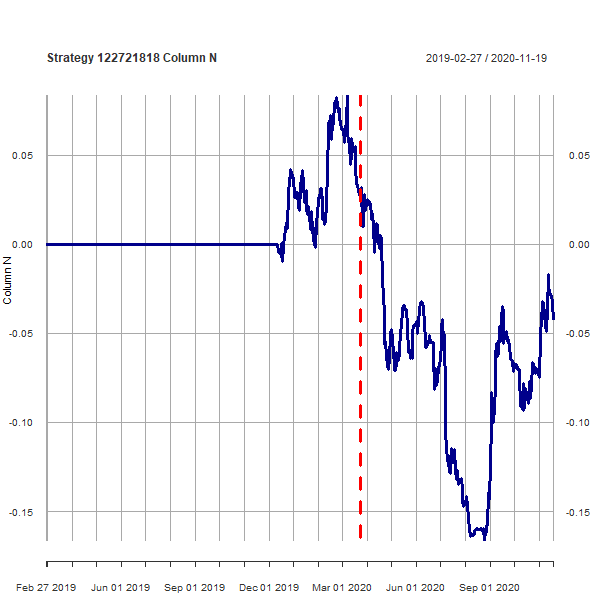 Strategy 122721818 Column N
2019-02-27 / 2020-11-19
0.05
0.05
0.00
0.00
-0.05
-0.05
-0.10
-0.10
-0.15
-0.15
Column N
Feb 27 2019
Jun 01 2019
Sep 01 2019
Dec 01 2019
Mar 01 2020
Jun 01 2020
Sep 01 2020